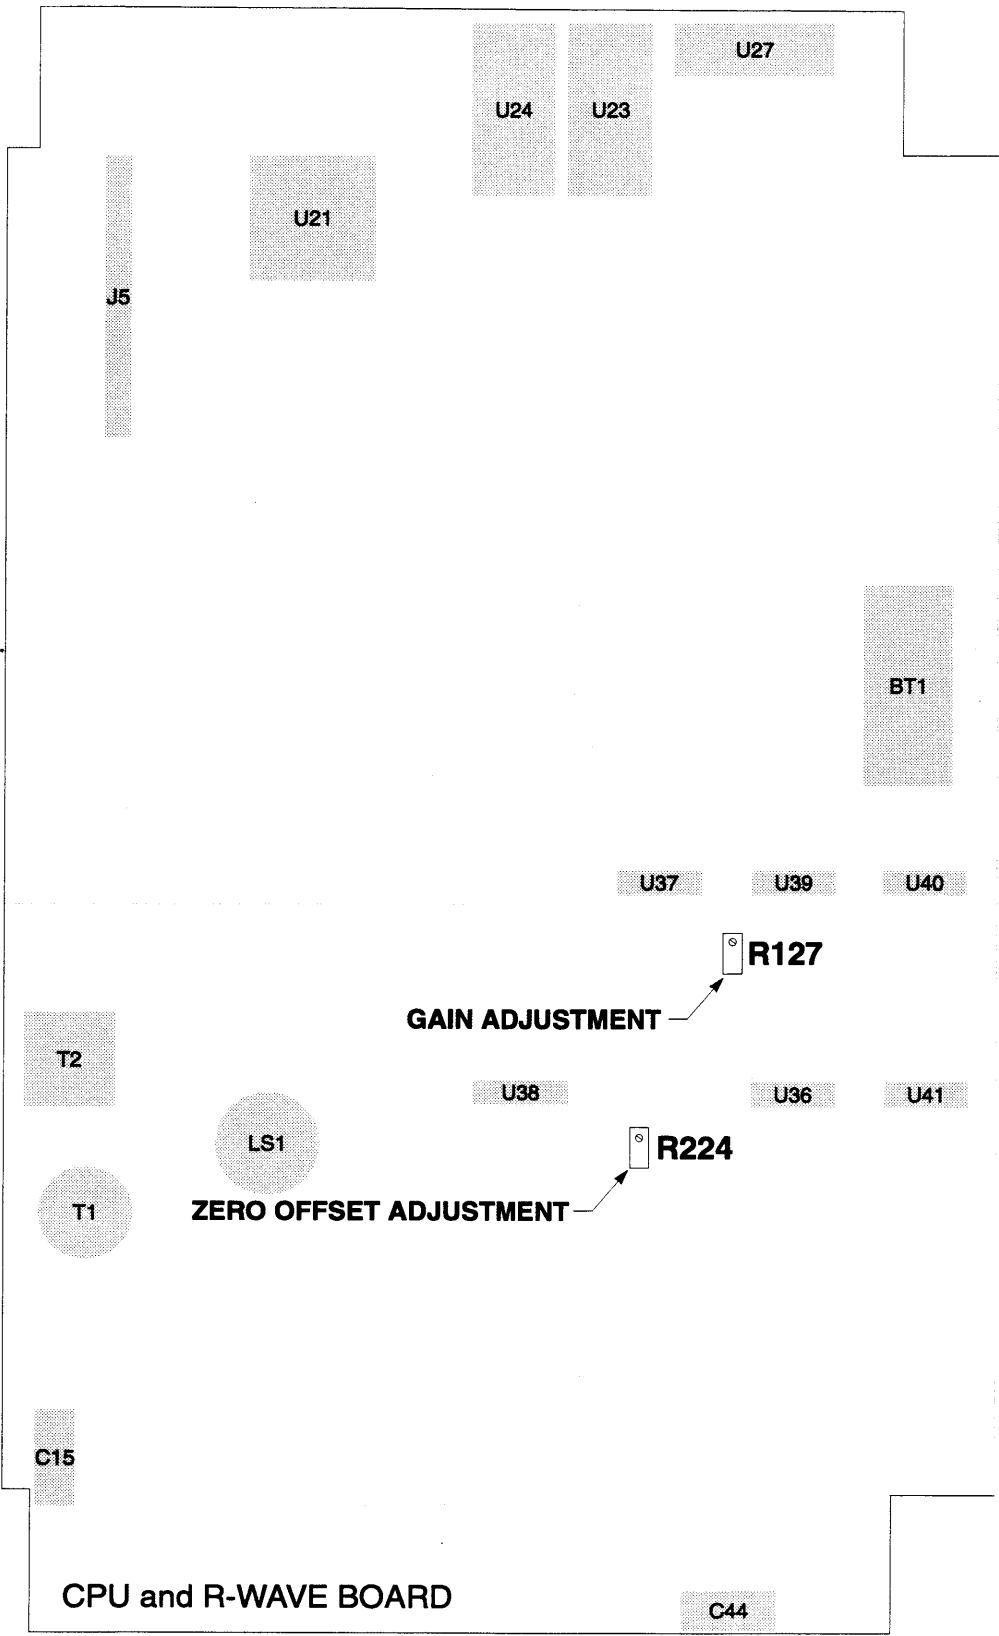 U27
U24
U23
U21
J5
BT1
U37
U39
U40
R127
GAIN ADJUSTMENT
T2
U38
U36
U41
LS1
R224
T1
ZERO OFFSET ADJUSTMENT
C15
CPU and R-WAVE BOARD
C44